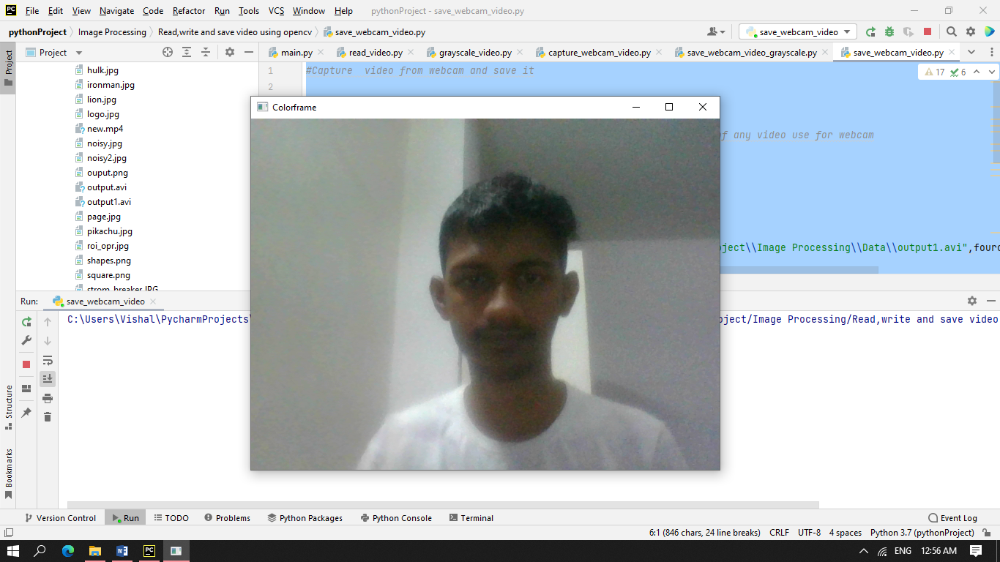 File Edit View Navigate Code Refactor Run Tools VCS Window Help pythonProject - save_webcam_video.py
pythonProject Image Processing Read,write and save video using opencv save_webcam_video.py save_webcam_video
Project main.py read_video.py grayscale_video.py capture_webcam_video.py save_webcam_video_grayscale.py save_webcam_video.py
Project
hulk.jpg
ironman.jpg
lion.jpg
logo.jpg
new.mp4
noisy.jpg
noisy2.jpg
ouput.png
output.avi
output1.avi
page.jpg
pikachu.jpg
roi_opr.jpg
shapes.png
square.png
strom_breaker.JPG
1 #Capture  video from webcam and save it
2
17 6
Colorframe
of any video use for webcam
oject\\Image Processing\\Data\\output1.avi",fourc
Run: save_webcam_video
C:\Users\Vishal\PycharmProjects\
oject/Image Processing/Read,write and save video
Structure
Bookmarks
Version Control Run TODO Problems Python Packages Python Console Terminal Event Log
6:1 (846 chars, 24 line breaks) CRLF UTF-8 4 spaces Python 3.7 (pythonProject)
PC ENG 12:56 AM